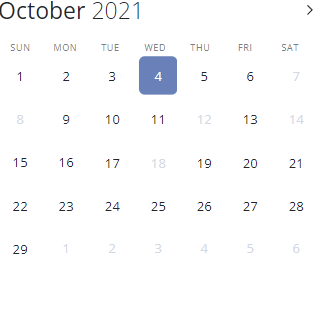 October 2021 >
SUN MON TUE WED THU FRI SAT
1 2 3 4 5 6 7
8 9 10 11 12 13 14
15 16 17 18 19 20 21
22 23 24 25 26 27 28
29 1 2 3 4 5 6